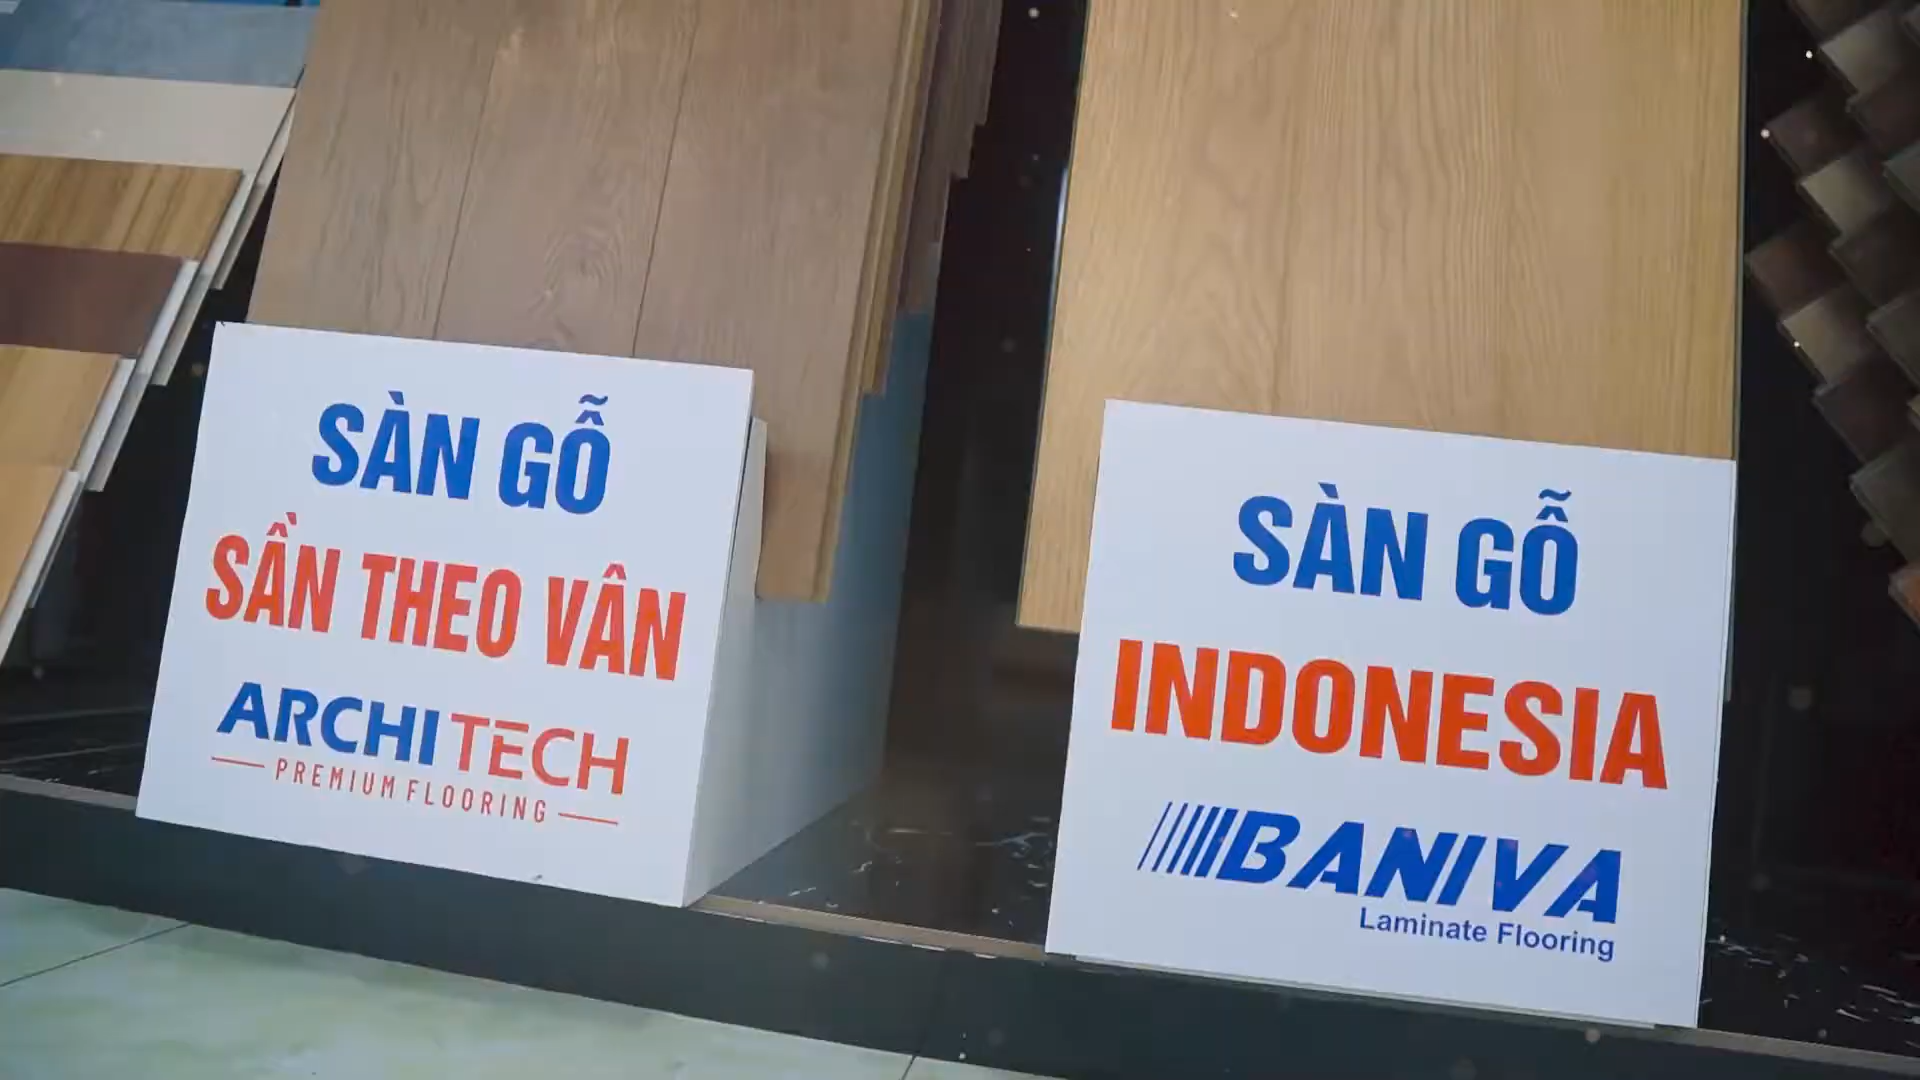 SÀN GỖ
SẦN THEO VÂN
ARCHITECH
PREMIUM FLOORING
SÀN GỖ
INDONESIA
BANIVA
Laminate Flooring